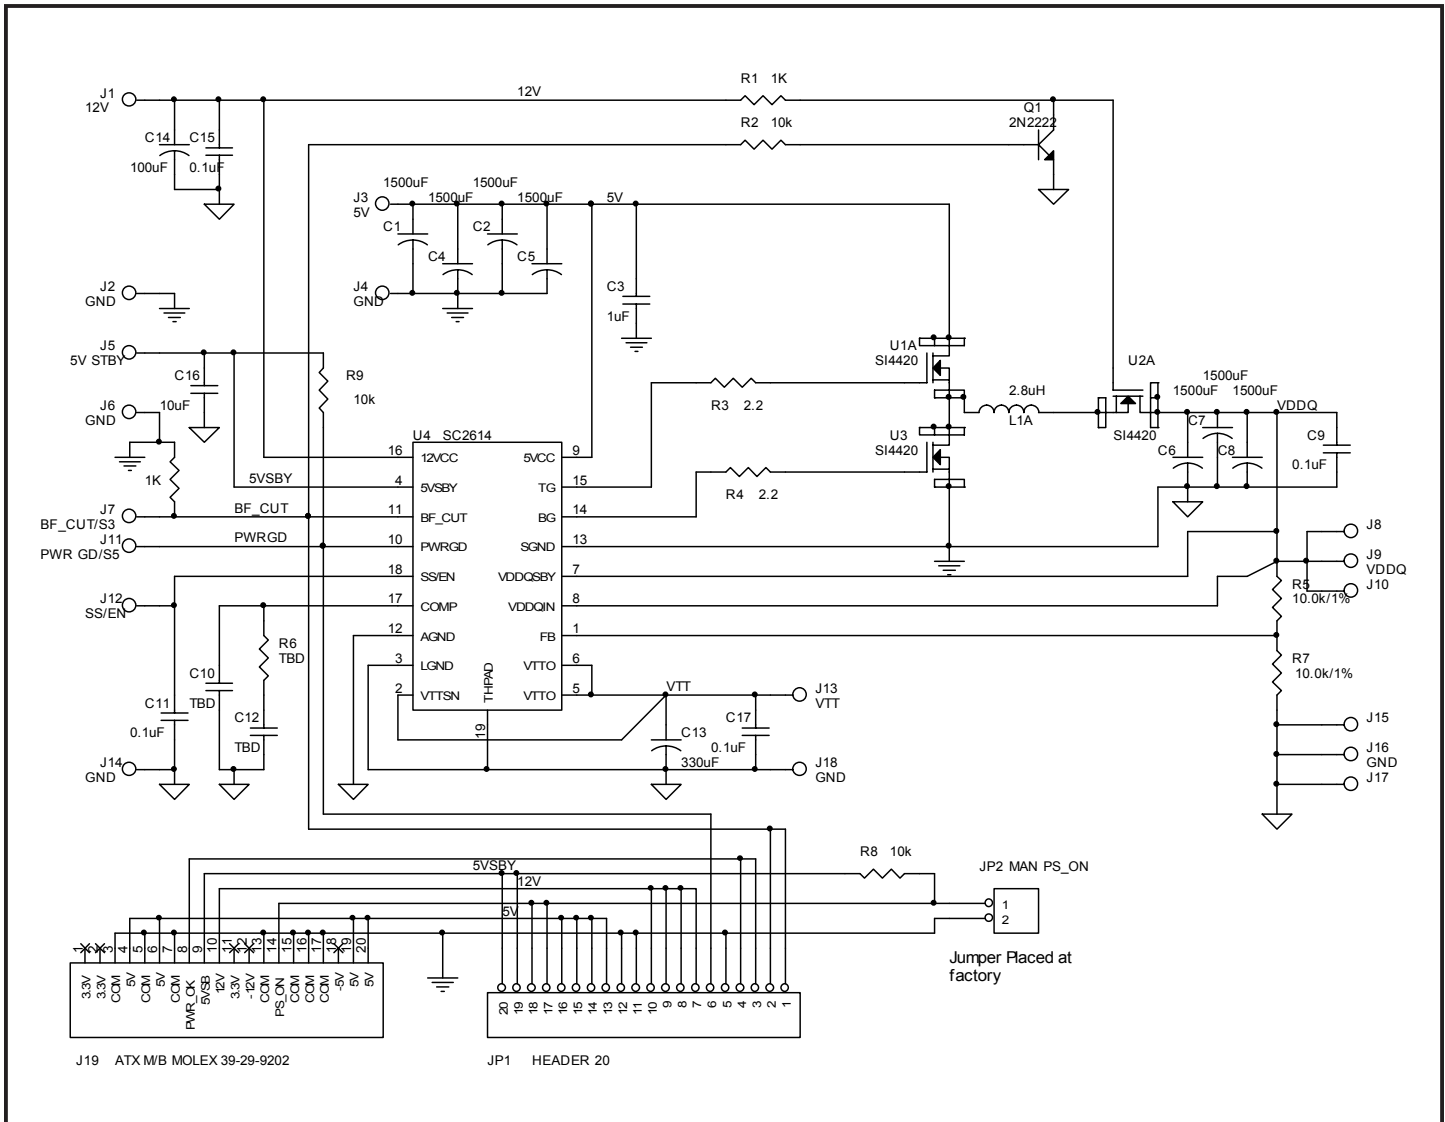 R1 1K
J1
12V
12V
Q1
2N2222
R2 10k
C14
C15
100uF
0.1uF
1500uF
1500uF
1500uF
1500uF
J3
5V
5V
C1
C2
C4
C5
J2
GND
J4
GND
C3
1uF
J5
5V STBY
U1A
SI4420
U2A
C16
10uF
R9
10k
R3 2.2
2.8uH
L1A
1500uF
1500uF
1500uF
VDDQ
SI4420
C7
C6
C8
C9
0.1uF
J6
GND
U3
SI4420
R4 2.2
1K
U4 SC2614
16 12VCC 5VCC 9
5VSBY 4 5VSBY TG 15
J7
BF_CUT/S3
BF_CUT 11 BF_CUT BG 14
J11
PWR GD/S5
PWRGD 10 PWRGD SGND 13
18 SS/EN VDDQSBY 7
J12
SS/EN
17 COMP VDDQIN 8
12 AGND FB 1
3 LGND VTTO 6
2 VTTSN VTTO 5
THPAD
19
J8
J9
VDDQ
J10
R5
10.0k/1%
R6
TBD
R7
10.0k/1%
C10
TBD
C11
0.1uF
C12
TBD
VTT
J13
VTT
C13
330uF
C17
0.1uF
J14
GND
J18
GND
J15
J16
GND
J17
R8 10k
5VSBY
12V
5V
JP2 MAN PS_ON
1
2
Jumper Placed at
factory
1 2 3 4 5 6 7 8 9 10 11 12 13 14 15 16 17 18 19 20
3.3V 3.3V COM 5V COM 5V COM PWR_OK 5VSB 12V 3.3V -12V COM PS_ON COM COM COM -5V 5V 5V
20 19 18 17 16 15 14 13 12 11 10 9 8 7 6 5 4 3 2 1
J19 ATX M/B MOLEX 39-29-9202
JP1 HEADER 20